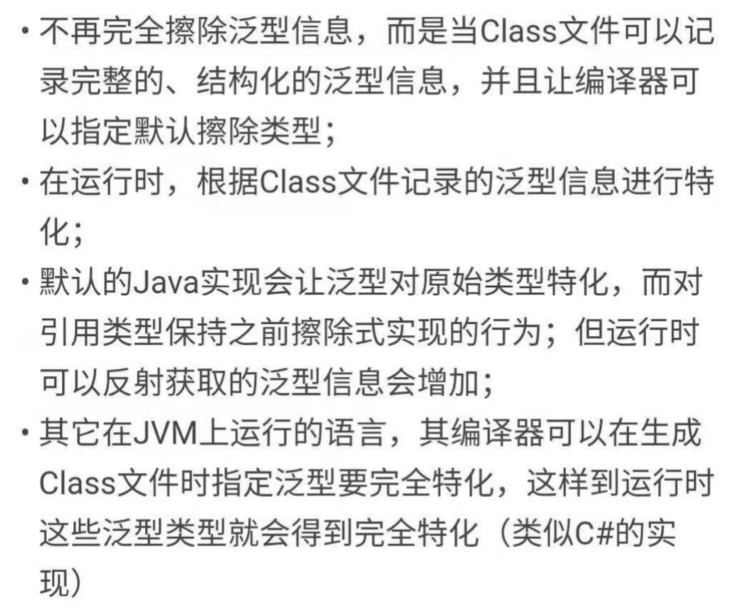 • 不再完全擦除泛型信息，而是当Class文件可以记
录完整的、结构化的泛型信息，并且让编译器可
以指定默认擦除类型；
• 在运行时，根据Class文件记录的泛型信息进行特
化；
• 默认的Java实现会让泛型对原始类型特化，而对
引用类型保持之前擦除式实现的行为；但运行时
可以反射获取的泛型信息会增加；
• 其它在JVM上运行的语言，其编译器可以在生成
Class文件时指定泛型要完全特化，这样到运行时
这些泛型类型就会得到完全特化（类似C#的实
现）